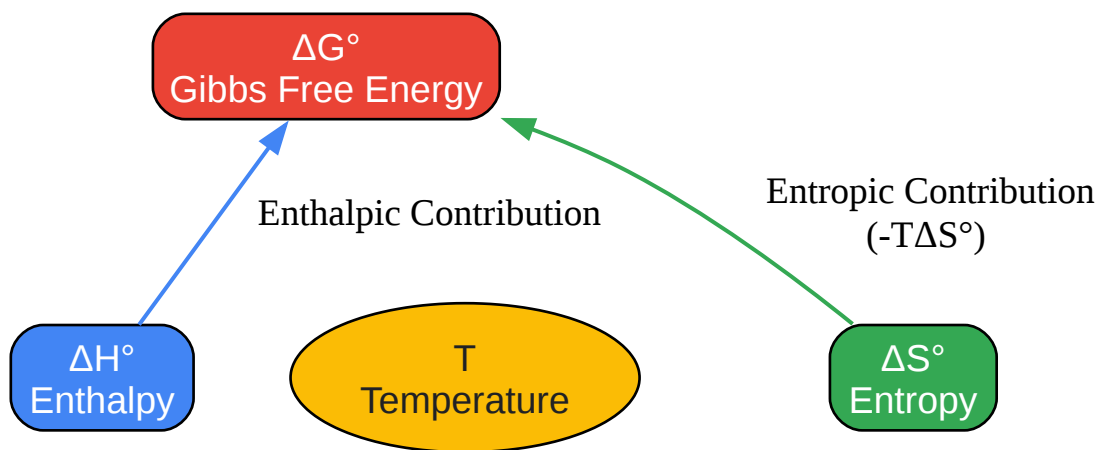 ΔG°
Gibbs Free Energy
Enthalpic Contribution
Entropic Contribution
(-TΔS°)
ΔH°
Enthalpy
T
Temperature
ΔS°
Entropy